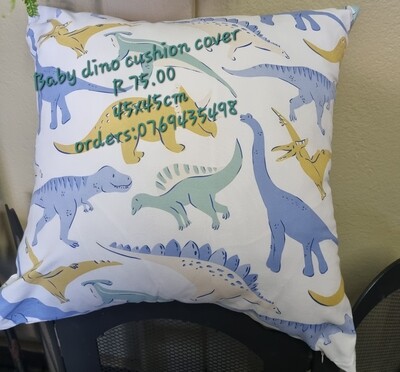 Baby dino cushion cover
R 75.00
45x45cm
orders:0769435498